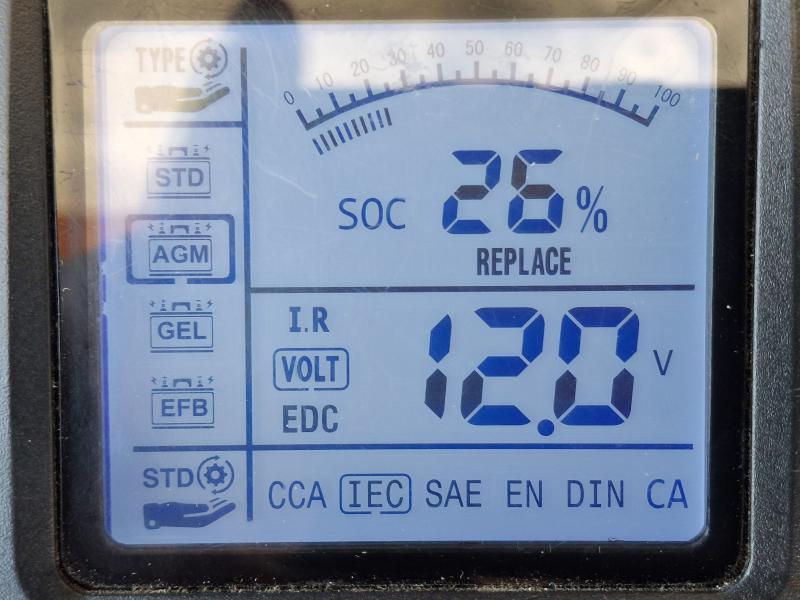 TYPE
0 10 20 30 40 50 60 70 80 90 100
STD
AGM
GEL
EFB
SOC 26 %
REPLACE
I.R
VOLT
EDC
12.0 V
STD
CCA IEC SAE EN DIN CA